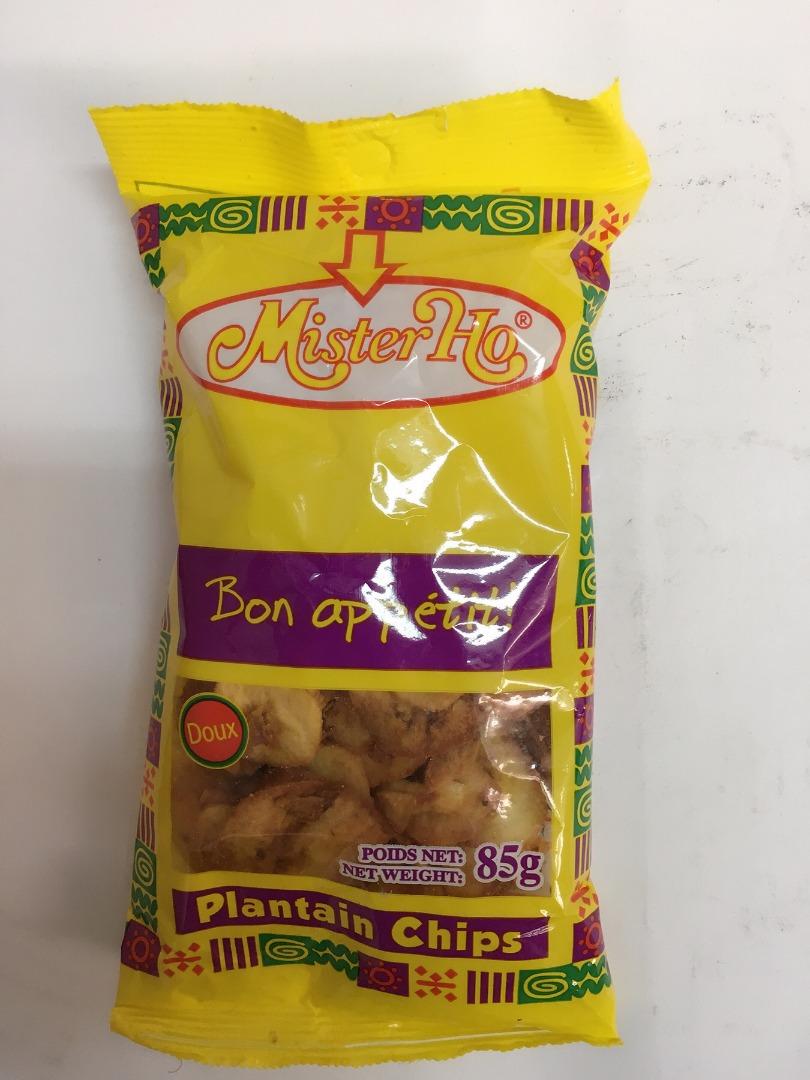 Mister Ho®
Bon appétit!
Doux
POIDS NET:
NET WEIGHT: 85g
Plantain Chips